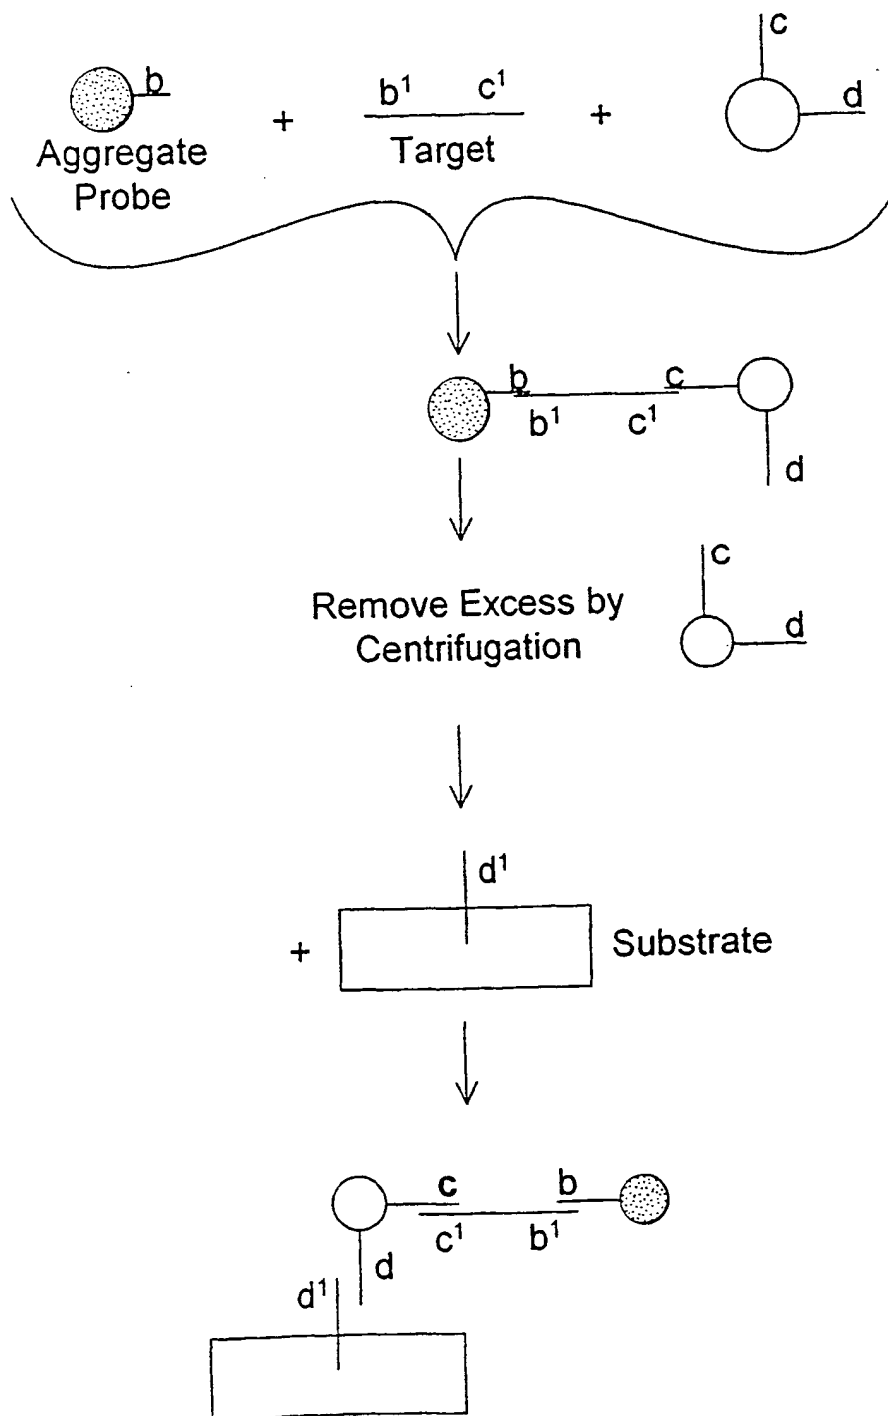 c
b
b¹ c¹
d
+
+
Aggregate
Probe
Target
b
c
b¹
c¹
d
Remove Excess by
Centrifugation
c
d
d¹
+
Substrate
c
b
c¹
b¹
d
d¹